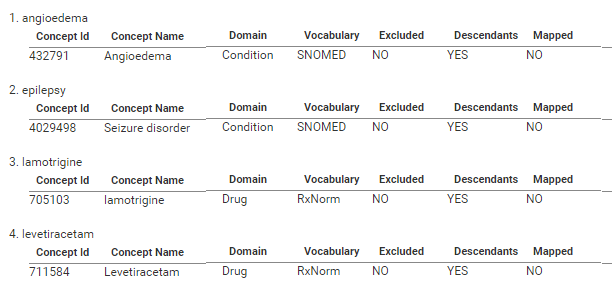 1. angioedema
Concept Id Concept Name Domain Vocabulary Excluded Descendants Mapped
432791 Angioedema Condition SNOMED NO YES NO
2. epilepsy
Concept Id Concept Name Domain Vocabulary Excluded Descendants Mapped
4029498 Seizure disorder Condition SNOMED NO YES NO
3. lamotrigine
Concept Id Concept Name Domain Vocabulary Excluded Descendants Mapped
705103 lamotrigine Drug RxNorm NO YES NO
4. levetiracetam
Concept Id Concept Name Domain Vocabulary Excluded Descendants Mapped
711584 Levetiracetam Drug RxNorm NO YES NO